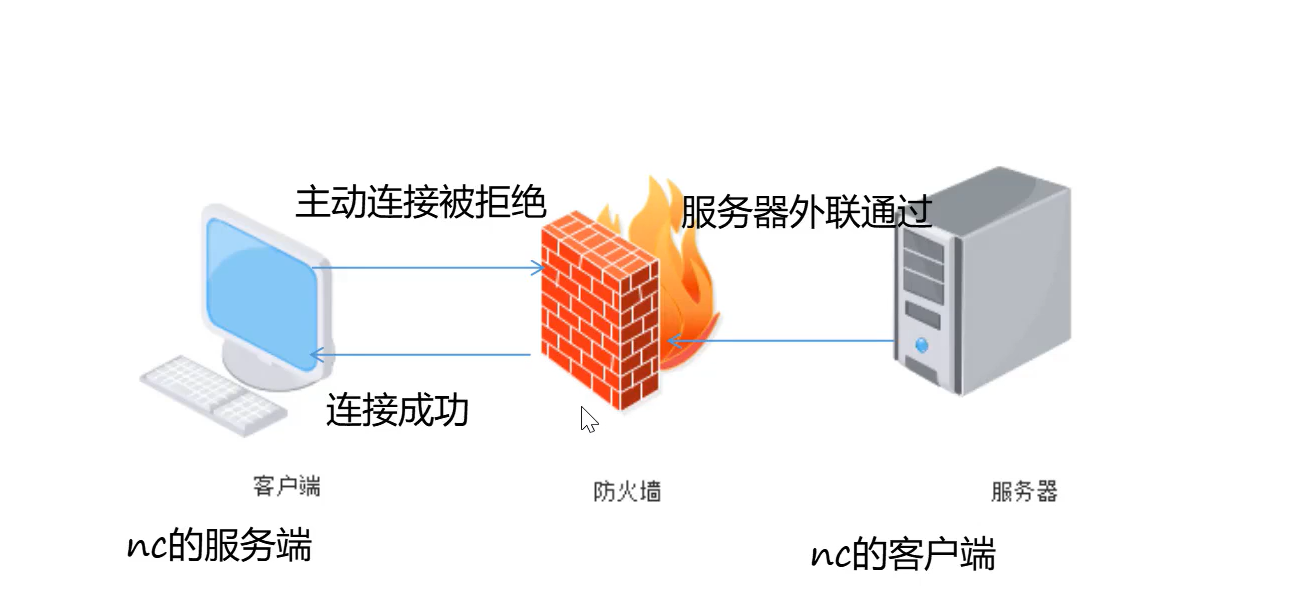 主动连接被拒绝
服务器外联通过
连接成功
客户端
防火墙
服务器
nc的服务端
nc的客户端